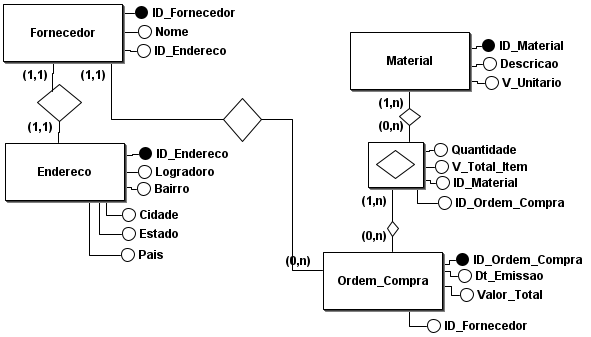 Fornecedor
ID_Fornecedor
Nome
ID_Endereco
(1,1)
(1,1)
(1,1)
Endereco
ID_Endereco
Logradoro
Bairro
Cidade
Estado
Pais
(0,n)
Material
ID_Material
Descricao
V_Unitario
(1,n)
(0,n)
Quantidade
V_Total_Item
ID_Material
ID_Ordem_Compra
(1,n)
(0,n)
Ordem_Compra
ID_Ordem_Compra
Dt_Emissao
Valor_Total
ID_Fornecedor